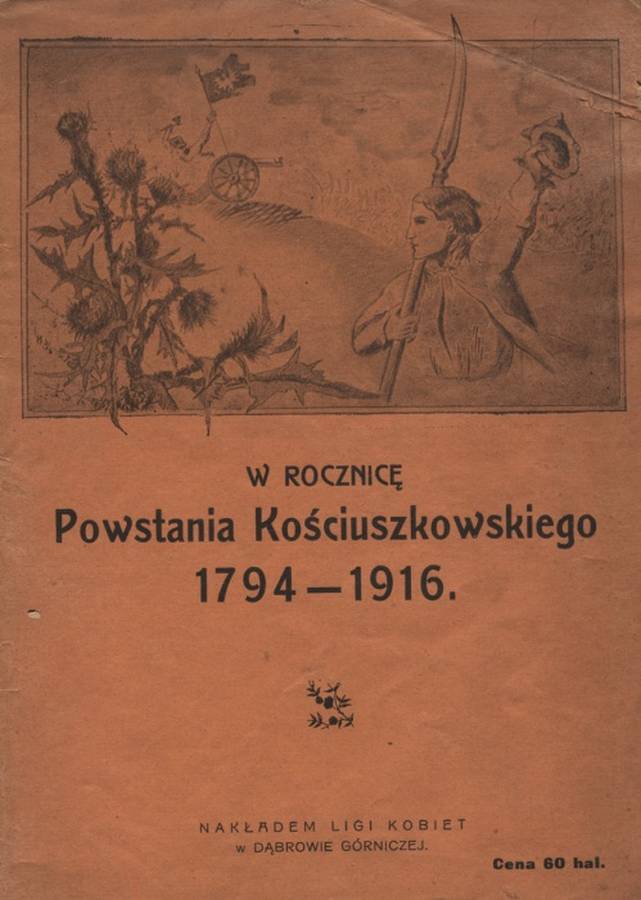 W ROCZNICĘ
Powstania Kościuszkowskiego
1794—1916.
NAKŁADEM LIGI KOBIET
w DĄBROWIE GÓRNICZEJ.
Cena 60 hal.